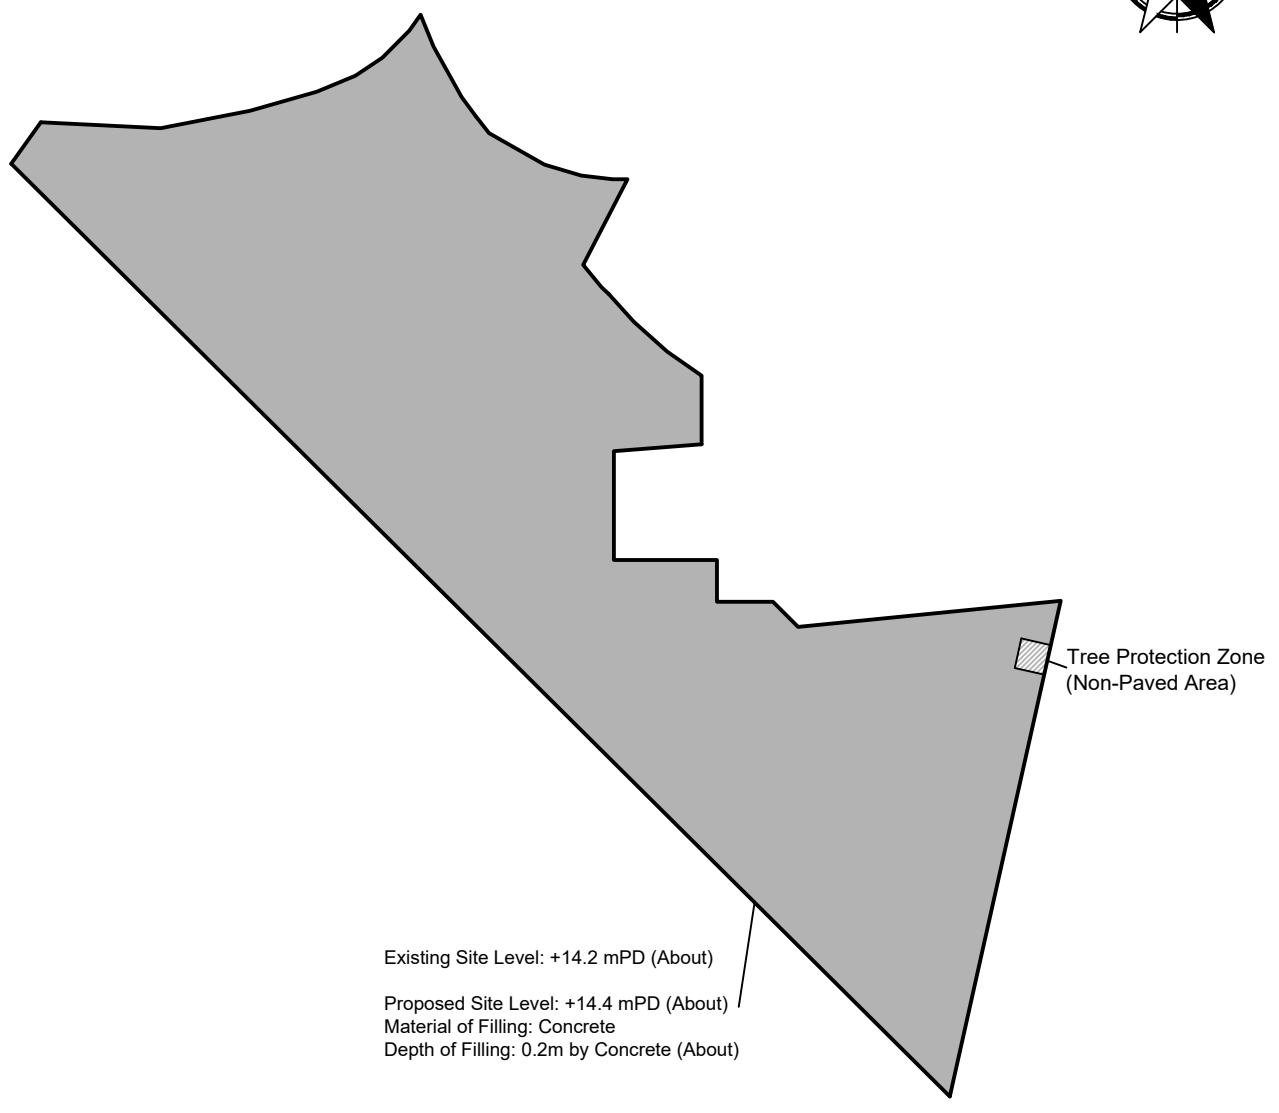 Tree Protection Zone
(Non-Paved Area)
Existing Site Level: +14.2 mPD (About)
Proposed Site Level: +14.4 mPD (About)
Material of Filling: Concrete
Depth of Filling: 0.2m by Concrete (About)